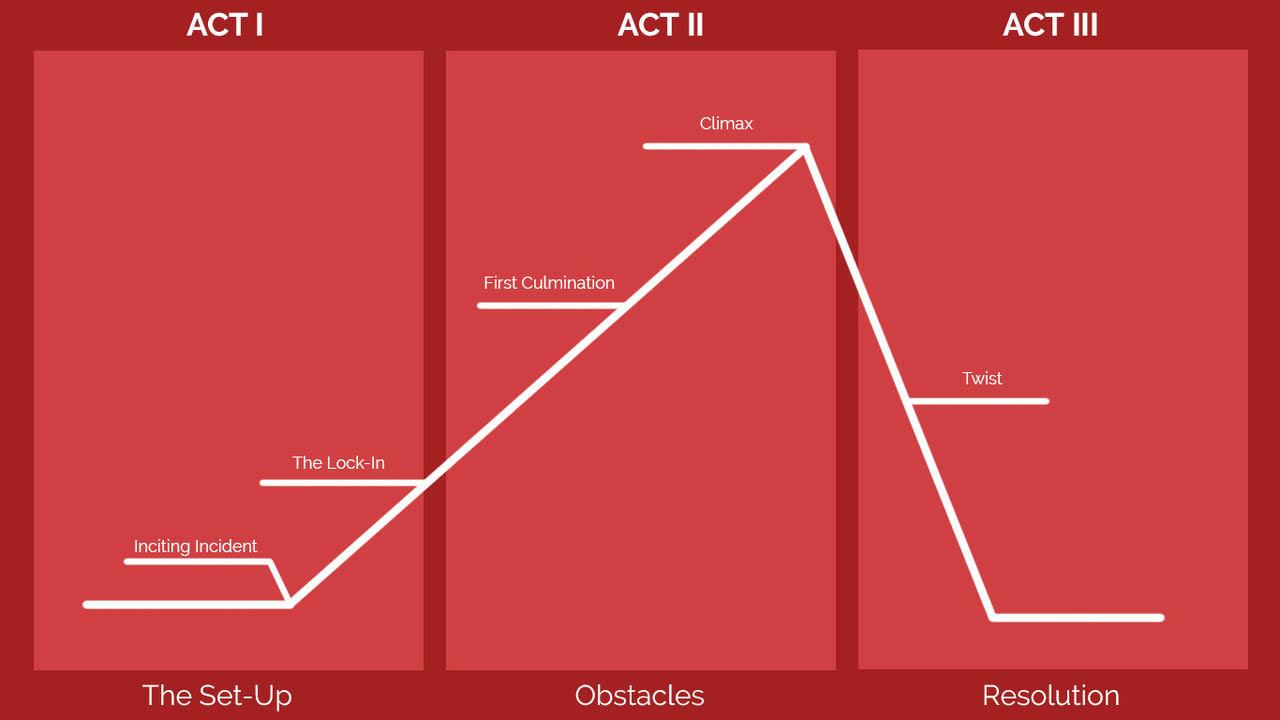 ACT I
ACT II
ACT III
Climax
First Culmination
Twist
The Lock-In
Inciting Incident
The Set-Up
Obstacles
Resolution